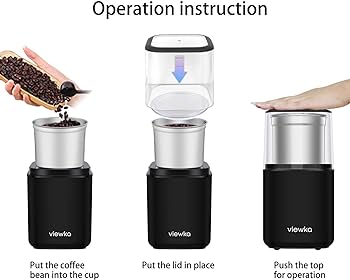 Operation instruction
viewka
viewka
viewka
Put the coffee
bean into the cup
Put the lid in place
Push the top
for operation